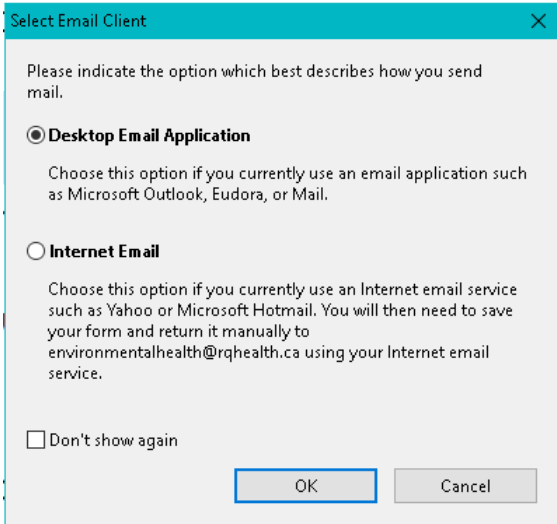 Select Email Client
Please indicate the option which best describes how you send
mail.
Desktop Email Application
Choose this option if you currently use an email application such
as Microsoft Outlook, Eudora, or Mail.
Internet Email
Choose this option if you currently use an Internet email service
such as Yahoo or Microsoft Hotmail. You will then need to save
your form and return it manually to
environmentalhealth@rqhealth.ca using your Internet email
service.
Don't show again
OK
Cancel